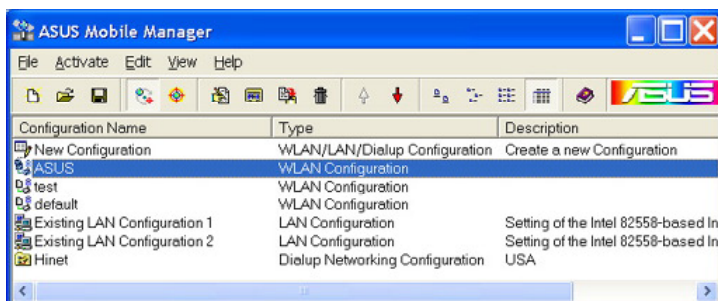 ASUS Mobile Manager
File Activate Edit View Help
ASUS
Configuration Name Type Description
New Configuration WLAN/LAN/Dialup Configuration Create a new Configuration
ASUS WLAN Configuration
test WLAN Configuration
default WLAN Configuration
Existing LAN Configuration 1 LAN Configuration Setting of the Intel 82558-based In
Existing LAN Configuration 2 LAN Configuration Setting of the Intel 82558-based In
Hinet Dialup Networking Configuration USA